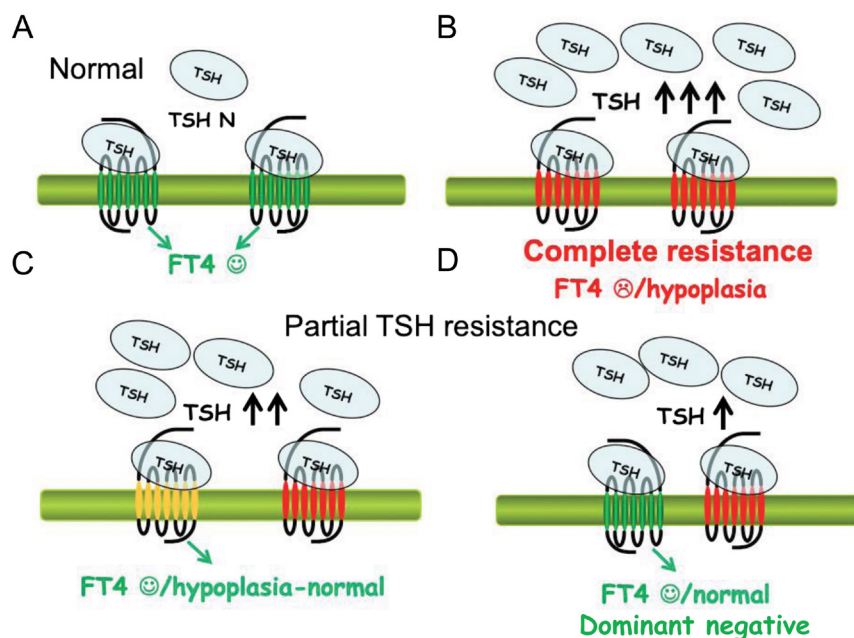 A
Normal
TSH
TSH N
TSH
TSH
FT4 ☺
B
TSH
TSH
TSH
TSH
TSH
TSH ↑↑↑
TSH
TSH
Complete resistance
FT4 ☹/hypoplasia
Partial TSH resistance
C
TSH
TSH
TSH
TSH
TSH ↑↑
TSH
TSH
FT4 ☺/hypoplasia-normal
D
TSH
TSH
TSH
TSH ↑
TSH
TSH
FT4 ☺/normal
Dominant negative